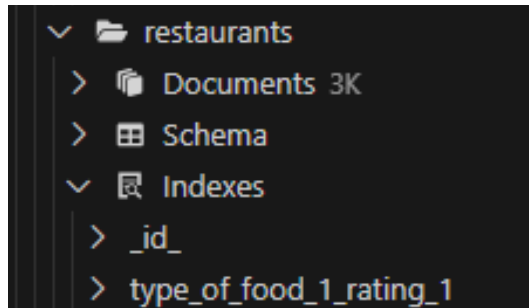 restaurants
Documents 3K
Schema
Indexes
_id_
type_of_food_1_rating_1